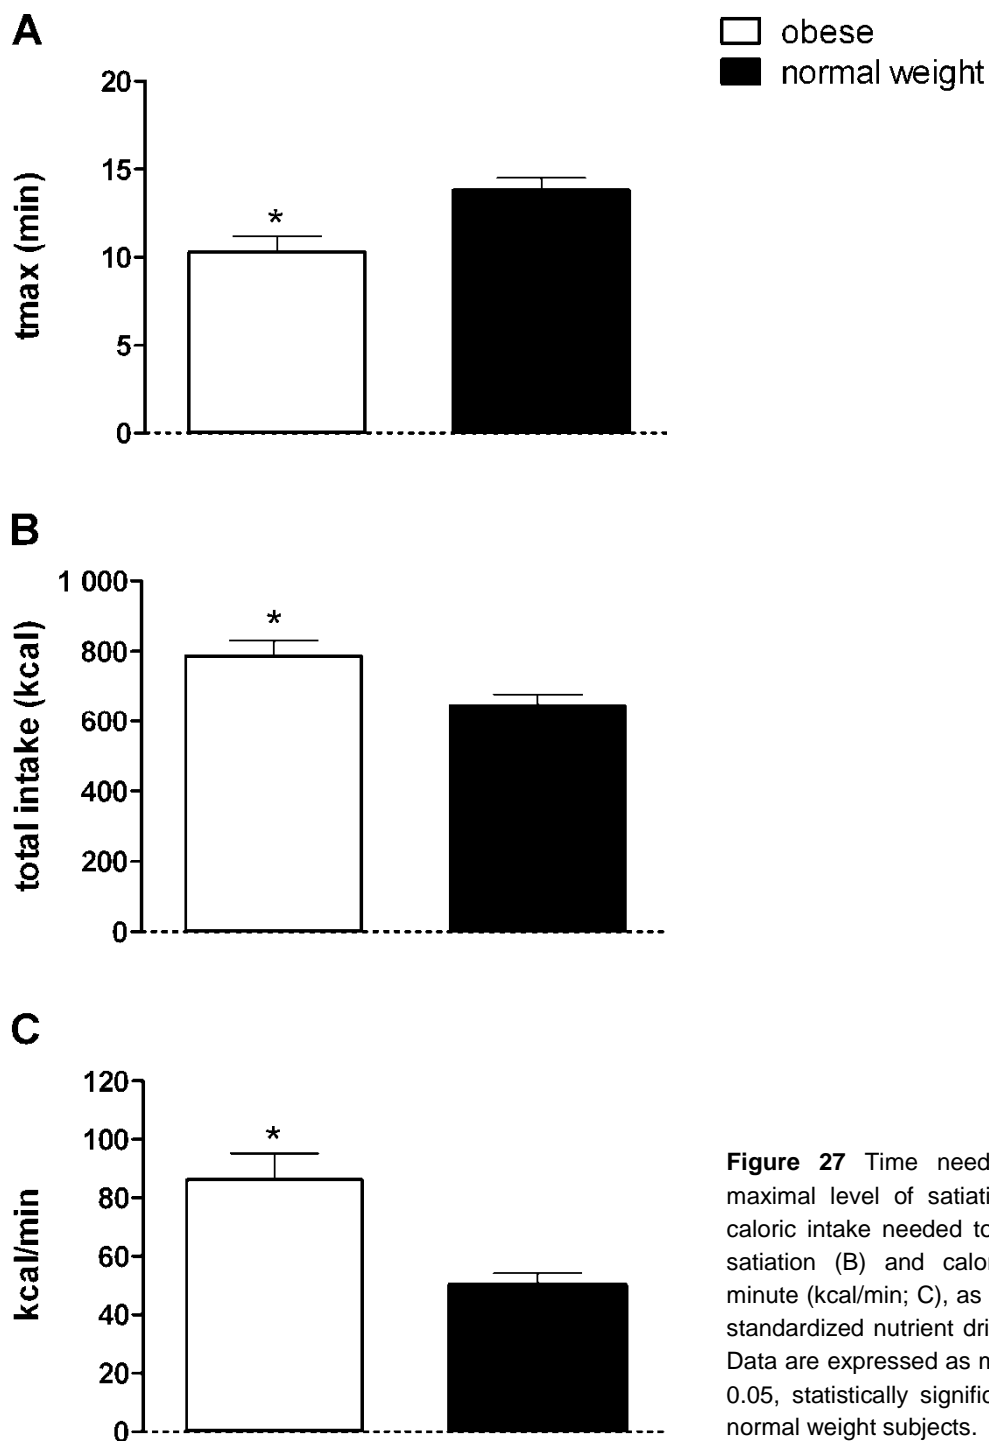 A
obese
normal weight
20
15
10
5
0
tmax (min)
*
B
1 000
800
600
400
200
0
total intake (kcal)
*
C
120
100
80
60
40
20
0
kcal/min
*
Figure 27 Time need
maximal level of satiati
caloric intake needed to
satiation (B) and calor
minute (kcal/min; C), as
standardized nutrient dri
Data are expressed as m
0.05, statistically signific
normal weight subjects.